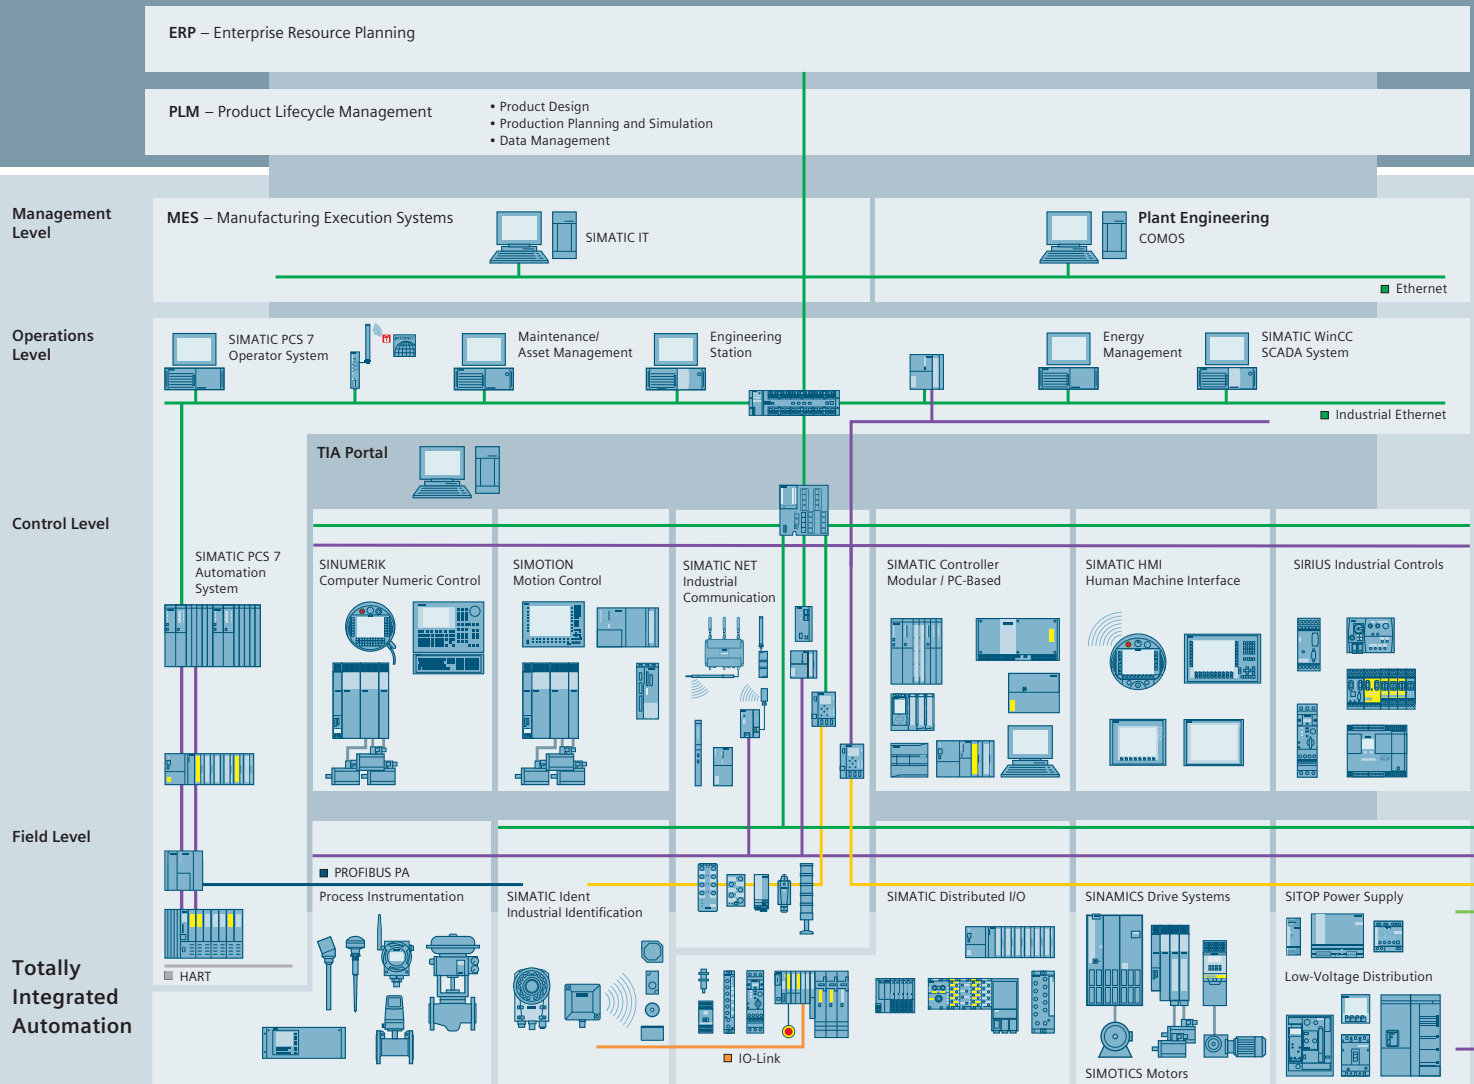 ERP – Enterprise Resource Planning
PLM – Product Lifecycle Management
• Product Design
• Production Planning and Simulation
• Data Management
Management
Level
MES – Manufacturing Execution Systems
SIMATIC IT
Plant Engineering
COMOS
Ethernet
Operations
Level
SIMATIC PCS 7
Operator System
Maintenance/
Asset Management
Engineering
Station
Energy
Management
SIMATIC WinCC
SCADA System
Industrial Ethernet
TIA Portal
Control Level
SIMATIC PCS 7
Automation
System
SINUMERIK
Computer Numeric Control
SIMOTION
Motion Control
SIMATIC NET
Industrial
Communication
SIMATIC Controller
Modular / PC-Based
SIMATIC HMI
Human Machine Interface
SIRIUS Industrial Controls
Field Level
PROFIBUS PA
Process Instrumentation
SIMATIC Ident
Industrial Identification
SIMATIC Distributed I/O
SINAMICS Drive Systems
SITOP Power Supply
HART
Low-Voltage Distribution
Totally
Integrated
Automation
IO-Link
SIMOTICS Motors